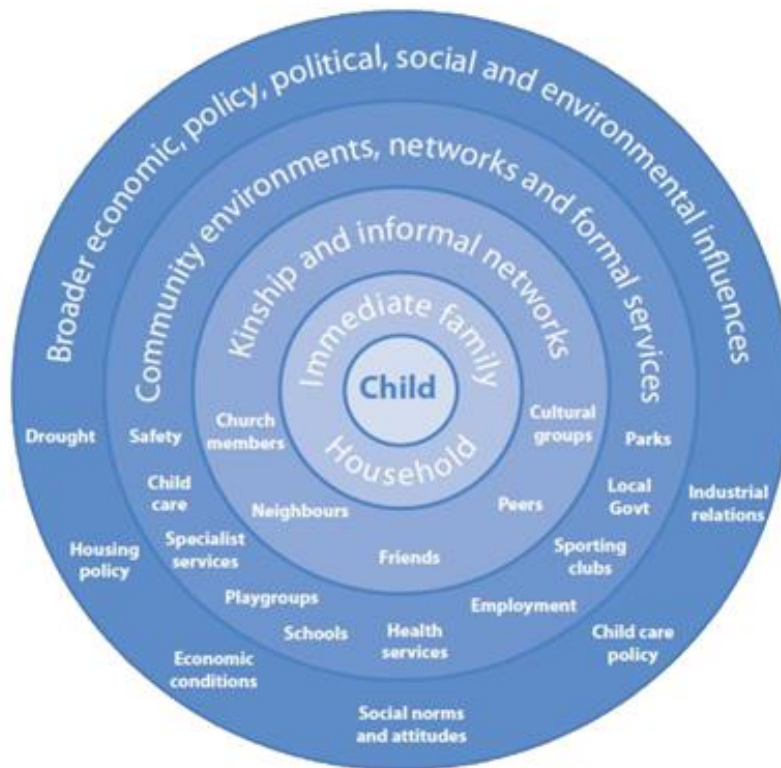 Broader economic, policy, political, social and environmental influences
Community environments, networks and formal services
Kinship and informal networks
Immediate family
Child
Household
Church
members
Cultural
groups
Neighbours
Peers
Friends
Drought
Safety
Parks
Child
care
Local
Govt
Industrial
relations
Housing
policy
Specialist
services
Sporting
clubs
Playgroups
Employment
Schools
Health
services
Child care
policy
Economic
conditions
Social norms
and attitudes